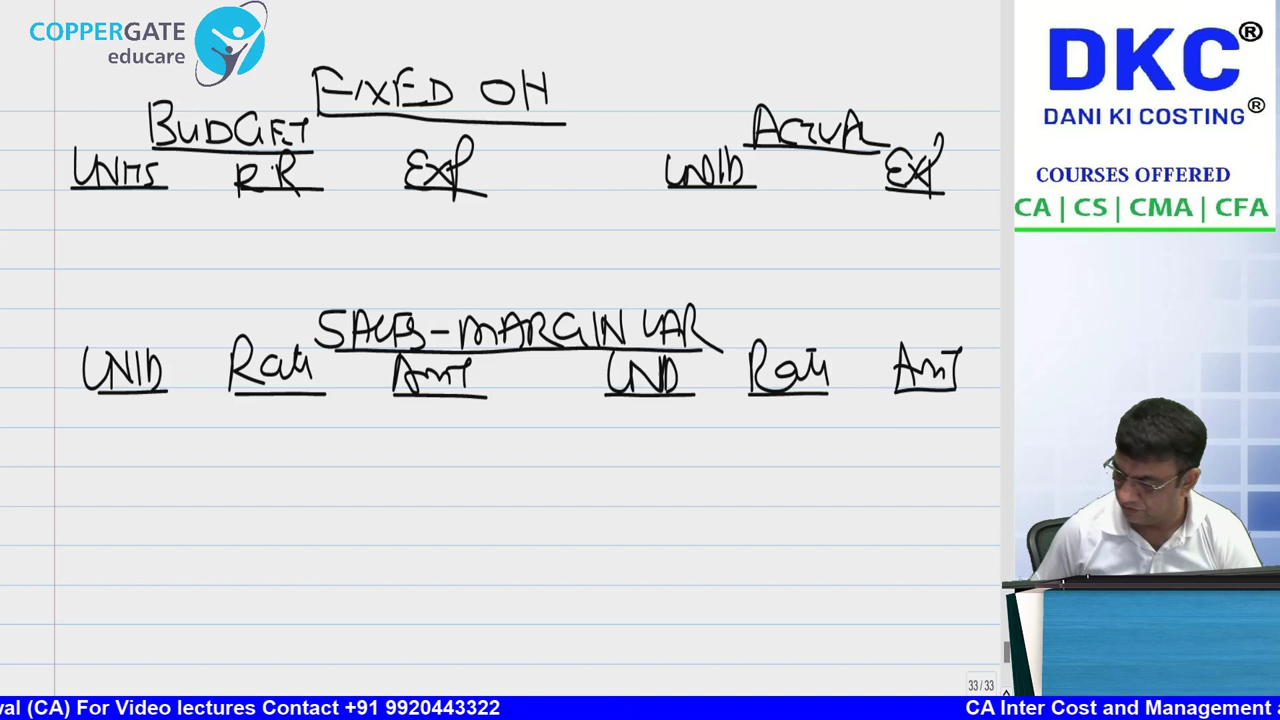 COPPERGATE
educare
FIXED OH
BUDGET ACTUAL
UNITS R.R EXP UNITS EXP
SALES-MARGIN VAR
UNITS Rate AMT UNITS Rate AMT
DKC®
DANI KI COSTING®
COURSES OFFERED
CA | CS | CMA | CFA
33/33
val (CA) For Video lectures Contact +91 9920443322 CA Inter Cost and Management a